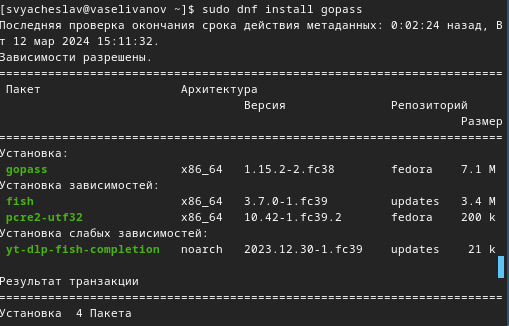 [svyacheslav@vaselivanov ~]$ sudo dnf install gopass
Последняя проверка окончания срока действия метаданных: 0:02:24 назад, В
т 12 мар 2024 15:11:32.
Зависимости разрешены.
================================================================================
Пакет Архитектура
Версия Репозиторий
Размер
================================================================================
Установка:
gopass x86_64 1.15.2-2.fc38 fedora 7.1 M
Установка зависимостей:
fish x86_64 3.7.0-1.fc39 updates 3.4 M
pcre2-utf32 x86_64 10.42-1.fc39.2 fedora 200 k
Установка слабых зависимостей:
yt-dlp-fish-completion noarch 2023.12.30-1.fc39 updates 21 k
Результат транзакции
================================================================================
Установка 4 Пакета